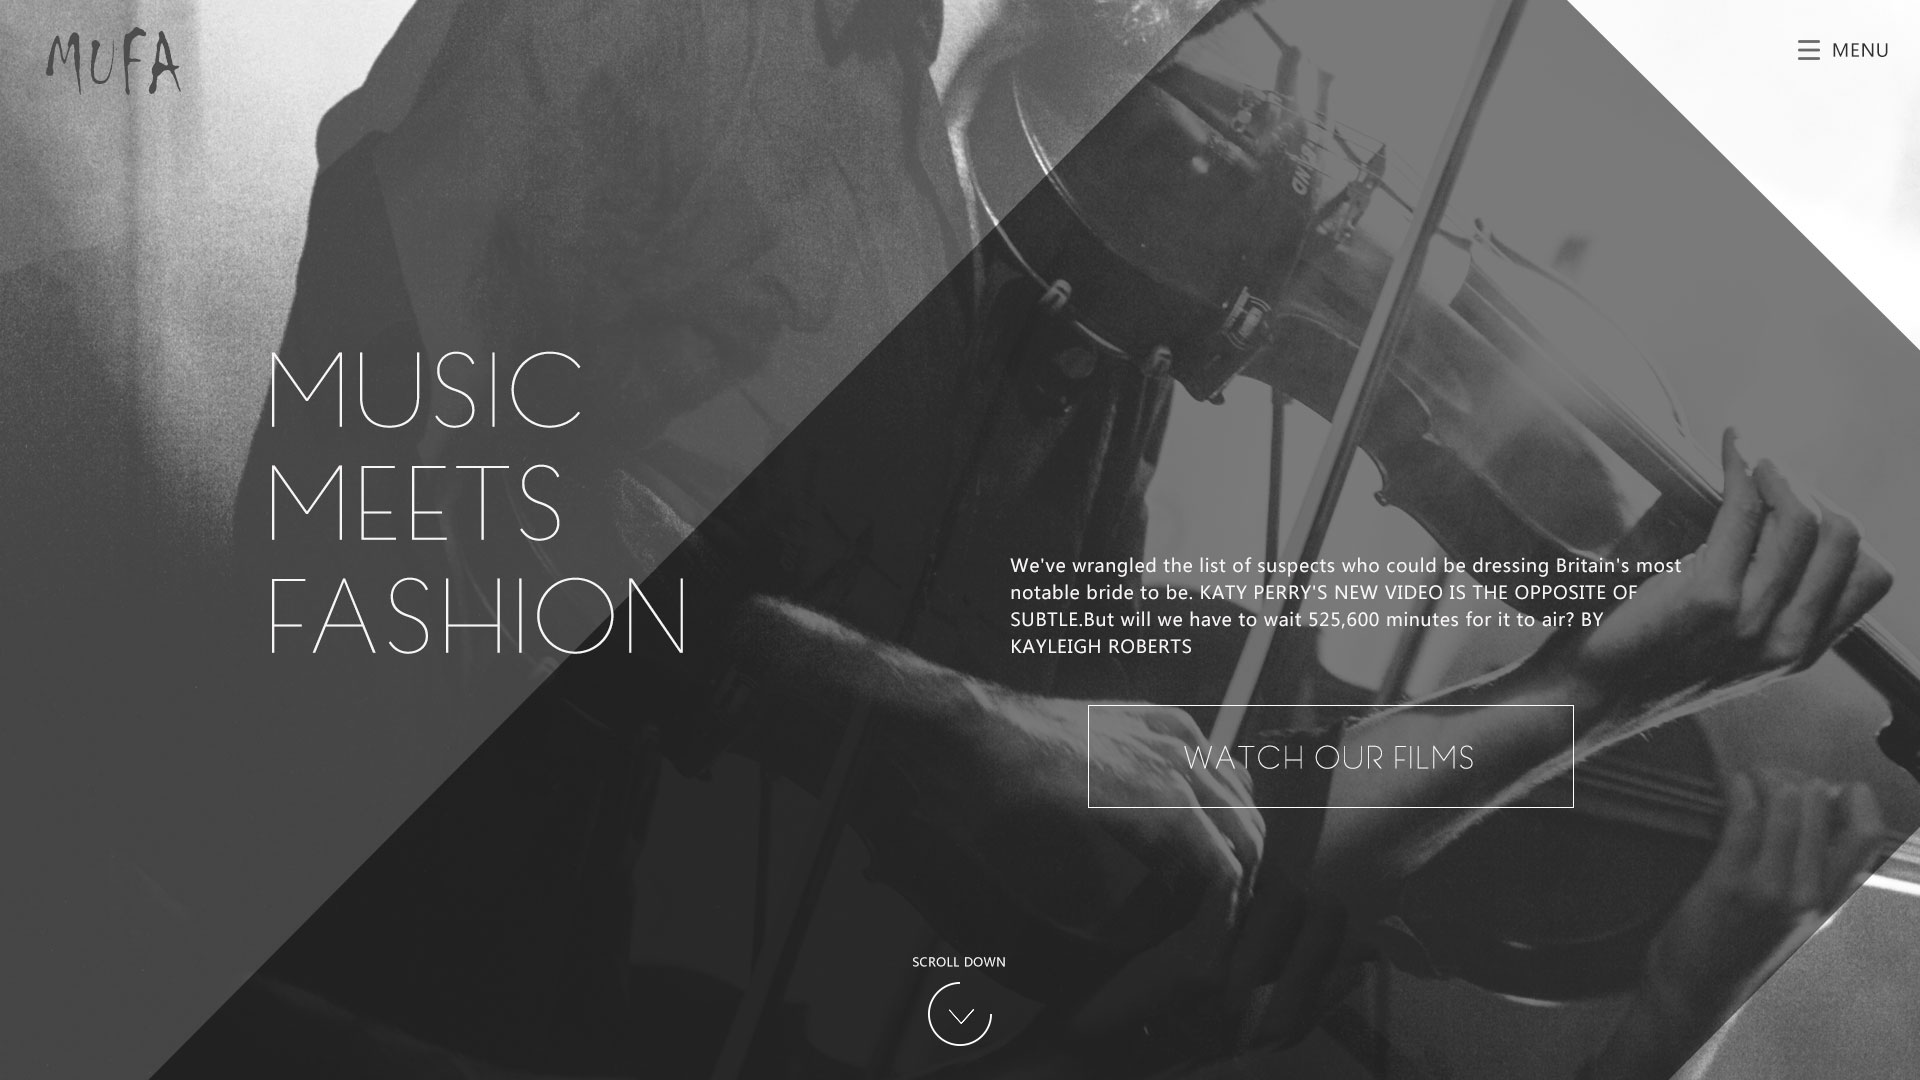 MUFA
MENU
MUSIC
MEETS
FASHION
We've wrangled the list of suspects who could be dressing Britain's most
notable bride to be. KATY PERRY'S NEW VIDEO IS THE OPPOSITE OF
SUBTLE.But will we have to wait 525,600 minutes for it to air? BY
KAYLEIGH ROBERTS
WATCH OUR FILMS
SCROLL DOWN